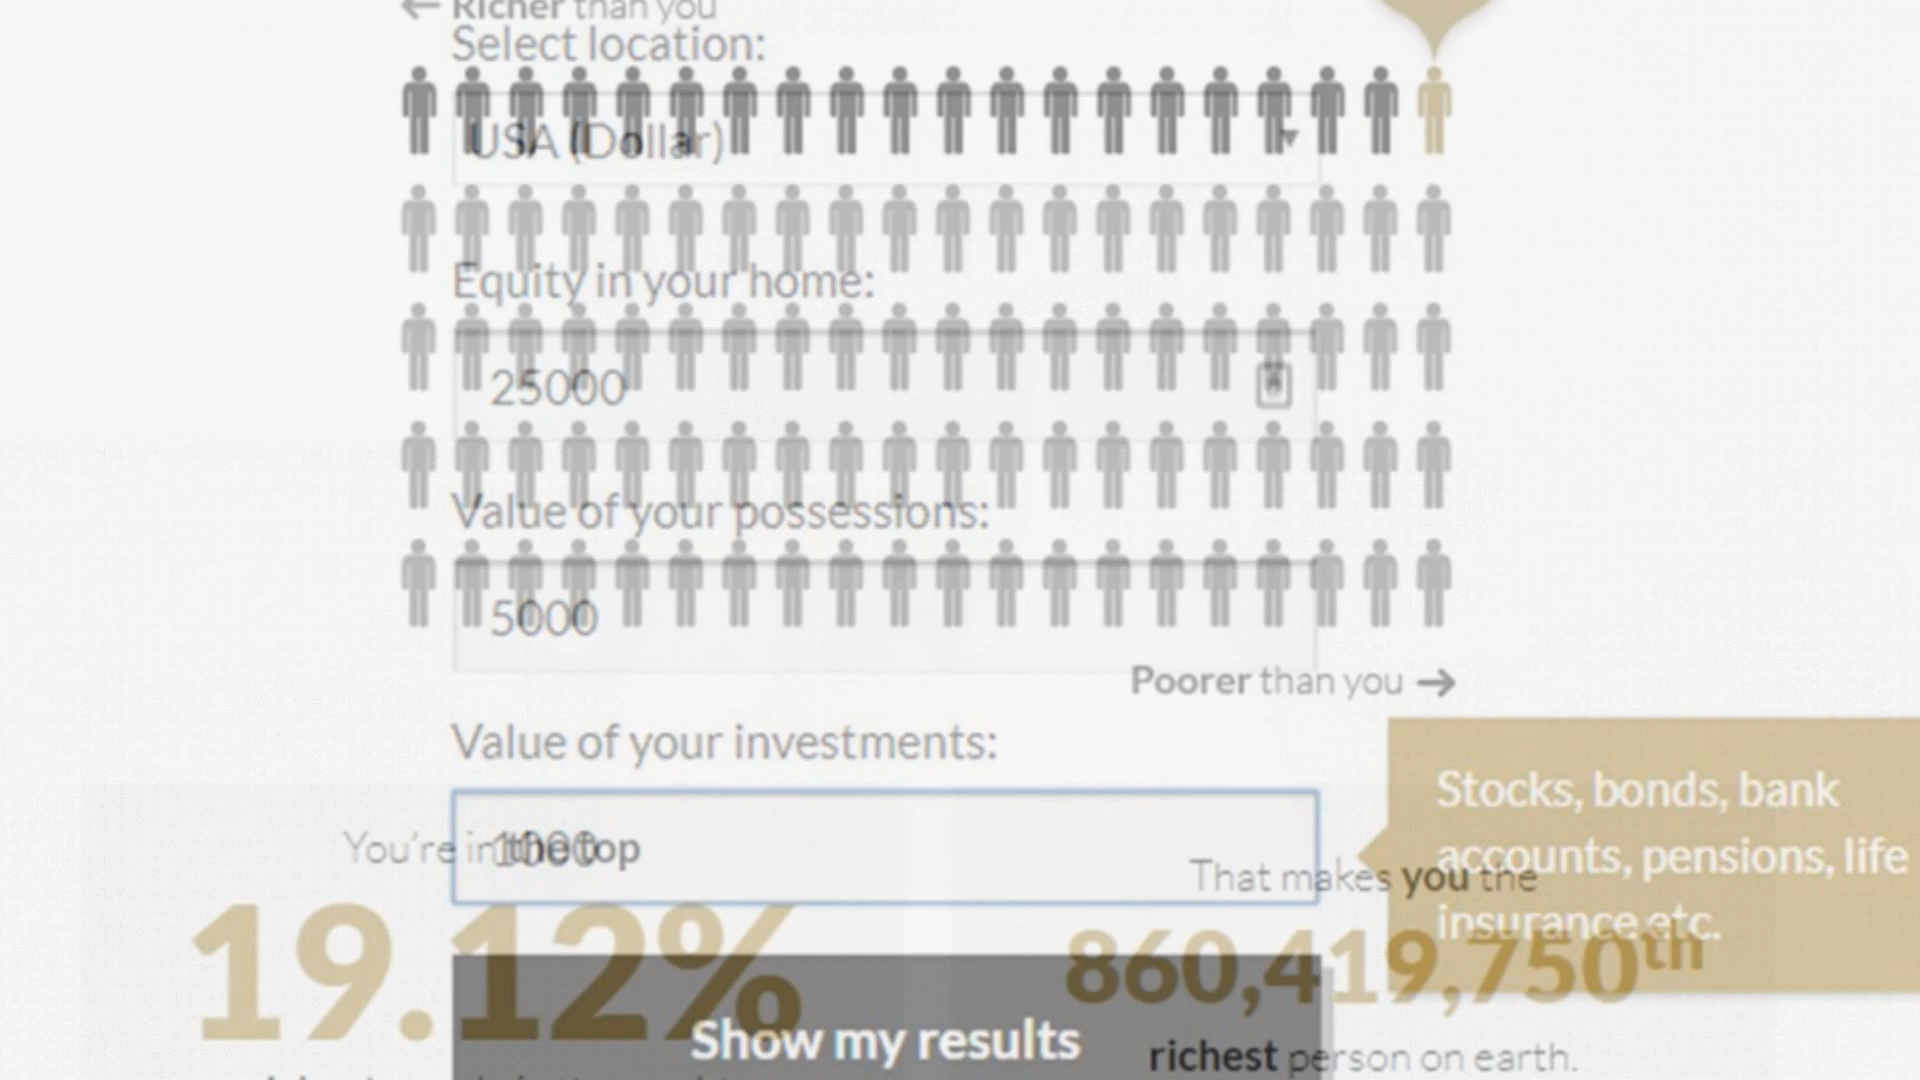 Richer than you
Select location:
USA (Dollar)
Equity in your home:
25000
Value of your possessions:
5000
Poorer than you
Value of your investments:
1000
Stocks, bonds, bank
accounts, pensions, life
insurance etc.
You're in the top
19.12%
That makes you the
860,419,750th
richest person on earth.
Show my results